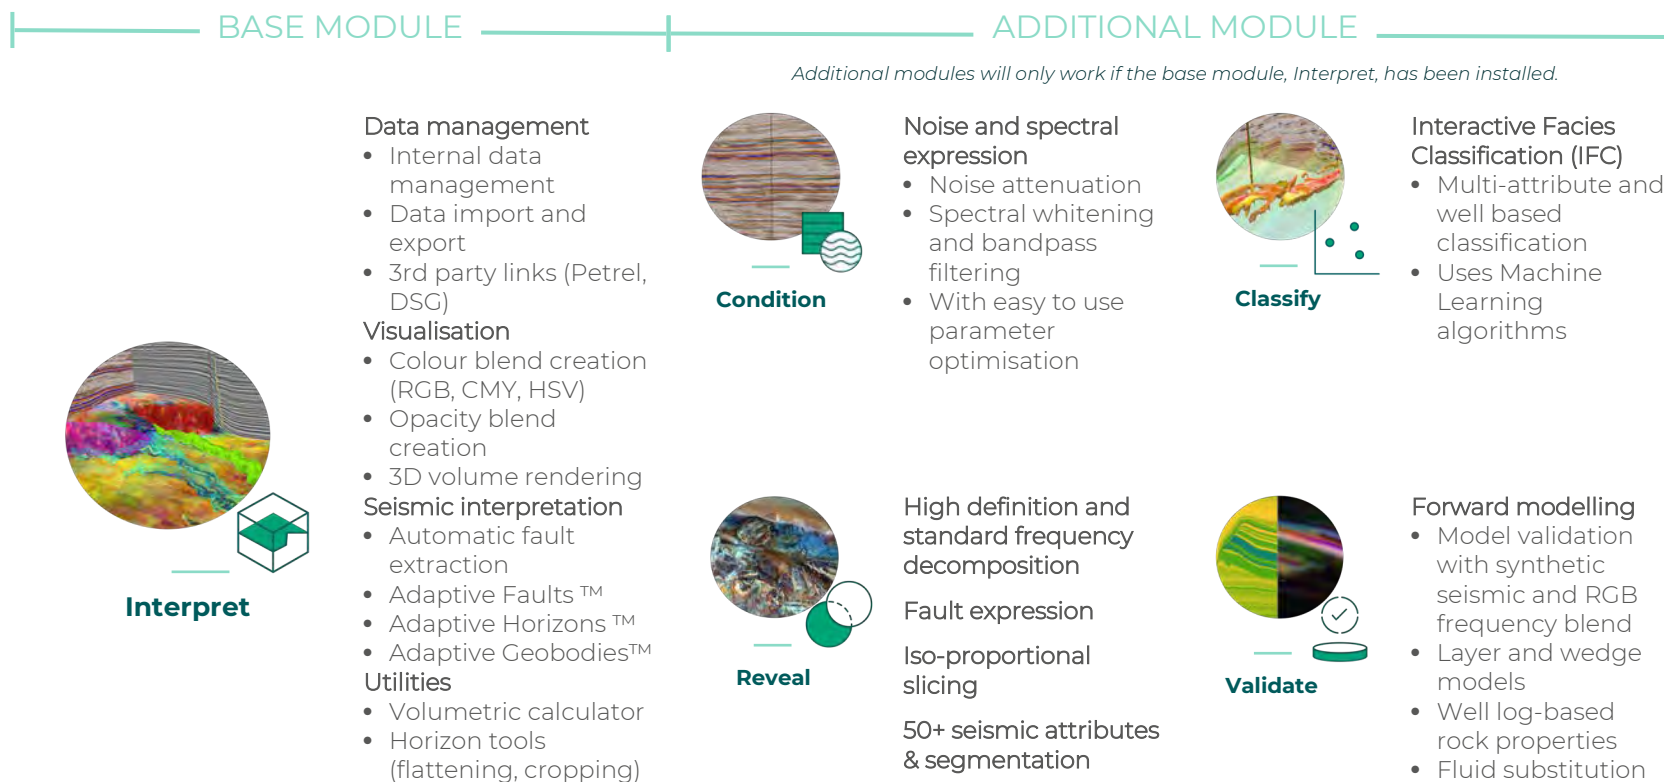 BASE MODULE
ADDITIONAL MODULE
Additional modules will only work if the base module, Interpret, has been installed.
Interpret
Data management
• Internal data
management
• Data import and
export
• 3rd party links (Petrel,
DSG)
Visualisation
• Colour blend creation
(RGB, CMY, HSV)
• Opacity blend
creation
• 3D volume rendering
Seismic interpretation
• Automatic fault
extraction
• Adaptive Faults ™
• Adaptive Horizons ™
• Adaptive Geobodies™
Utilities
• Volumetric calculator
• Horizon tools
(flattening, cropping)
Condition
Noise and spectral
expression
• Noise attenuation
• Spectral whitening
and bandpass
filtering
• With easy to use
parameter
optimisation
Classify
Interactive Facies
Classification (IFC)
• Multi-attribute and
well based
classification
• Uses Machine
Learning
algorithms
Reveal
High definition and
standard frequency
decomposition
Fault expression
Iso-proportional
slicing
50+ seismic attributes
& segmentation
Validate
Forward modelling
• Model validation
with synthetic
seismic and RGB
frequency blend
• Layer and wedge
models
• Well log-based
rock properties
• Fluid substitution